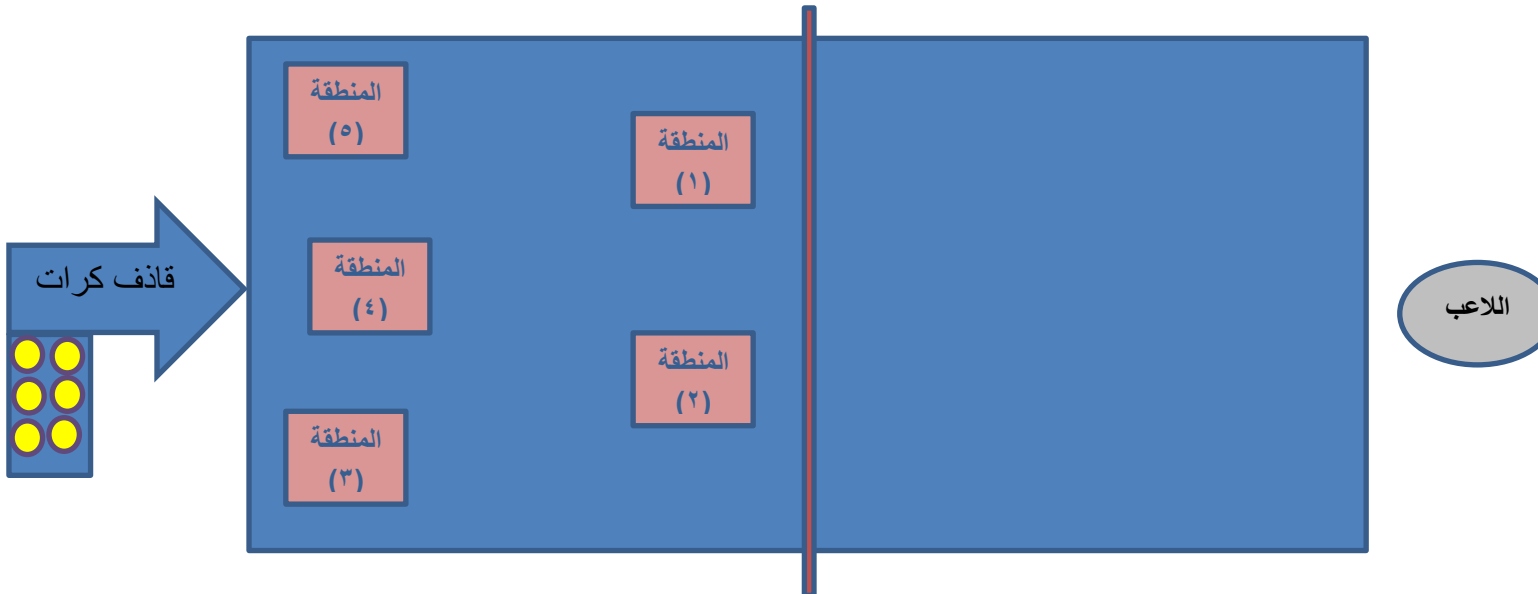 المنطقة
(٥)
المنطقة
(١)
قاذف كرات
المنطقة
(٤)
اللاعب
المنطقة
(٢)
المنطقة
(٣)